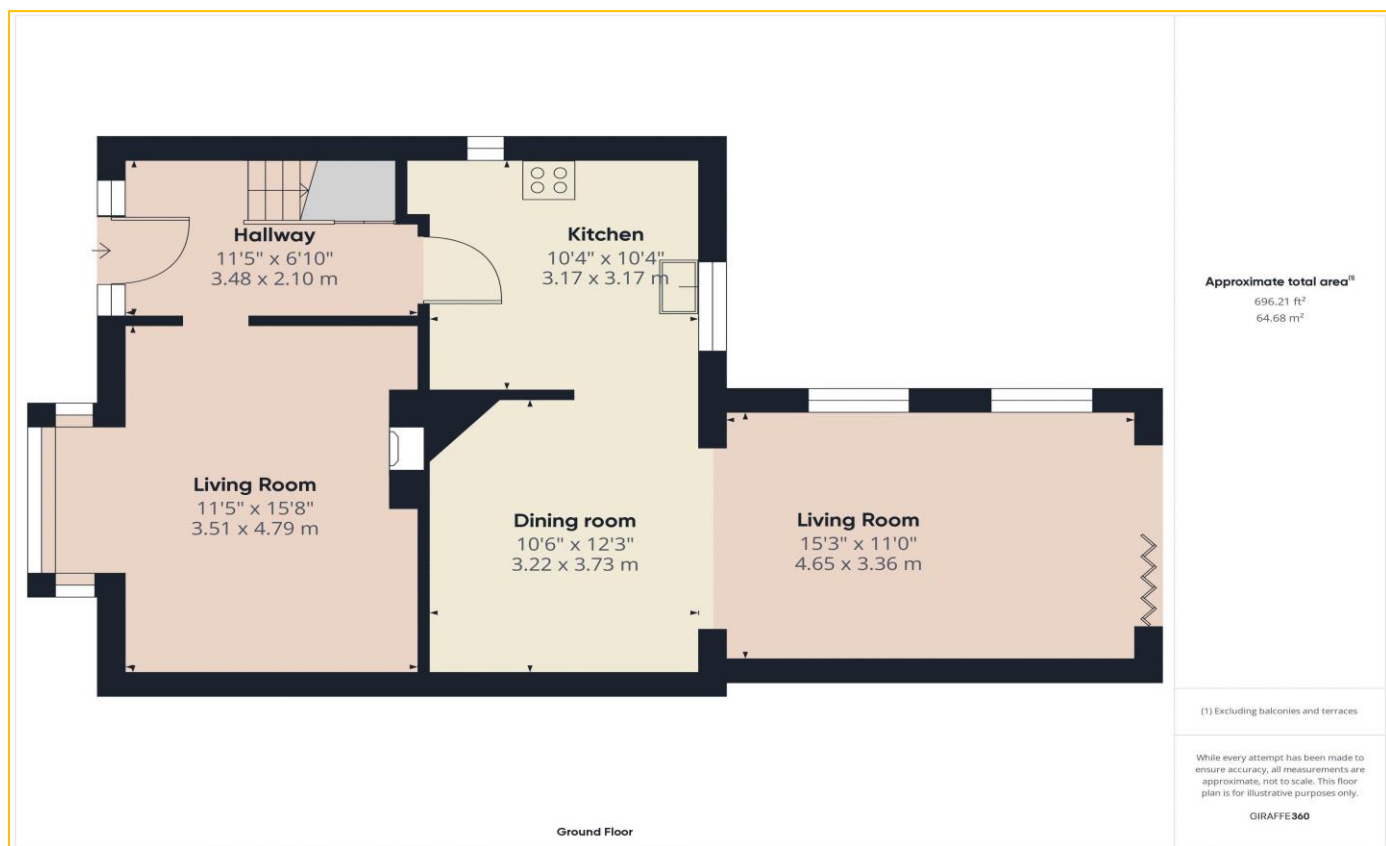 Hallway
11'5" x 6'10"
3.48 x 2.10 m
Kitchen
10'4" x 10'4"
3.17 x 3.17 m
Living Room
11'5" x 15'8"
3.51 x 4.79 m
Dining room
10'6" x 12'3"
3.22 x 3.73 m
Living Room
15'3" x 11'0"
4.65 x 3.36 m
Ground Floor
Approximate total area(1)
696.21 ft²
64.68 m²
(1) Excluding balconies and terraces
While every attempt has been made to
ensure accuracy, all measurements are
approximate, not to scale. This floor
plan is for illustrative purposes only.
GIRAFFE360